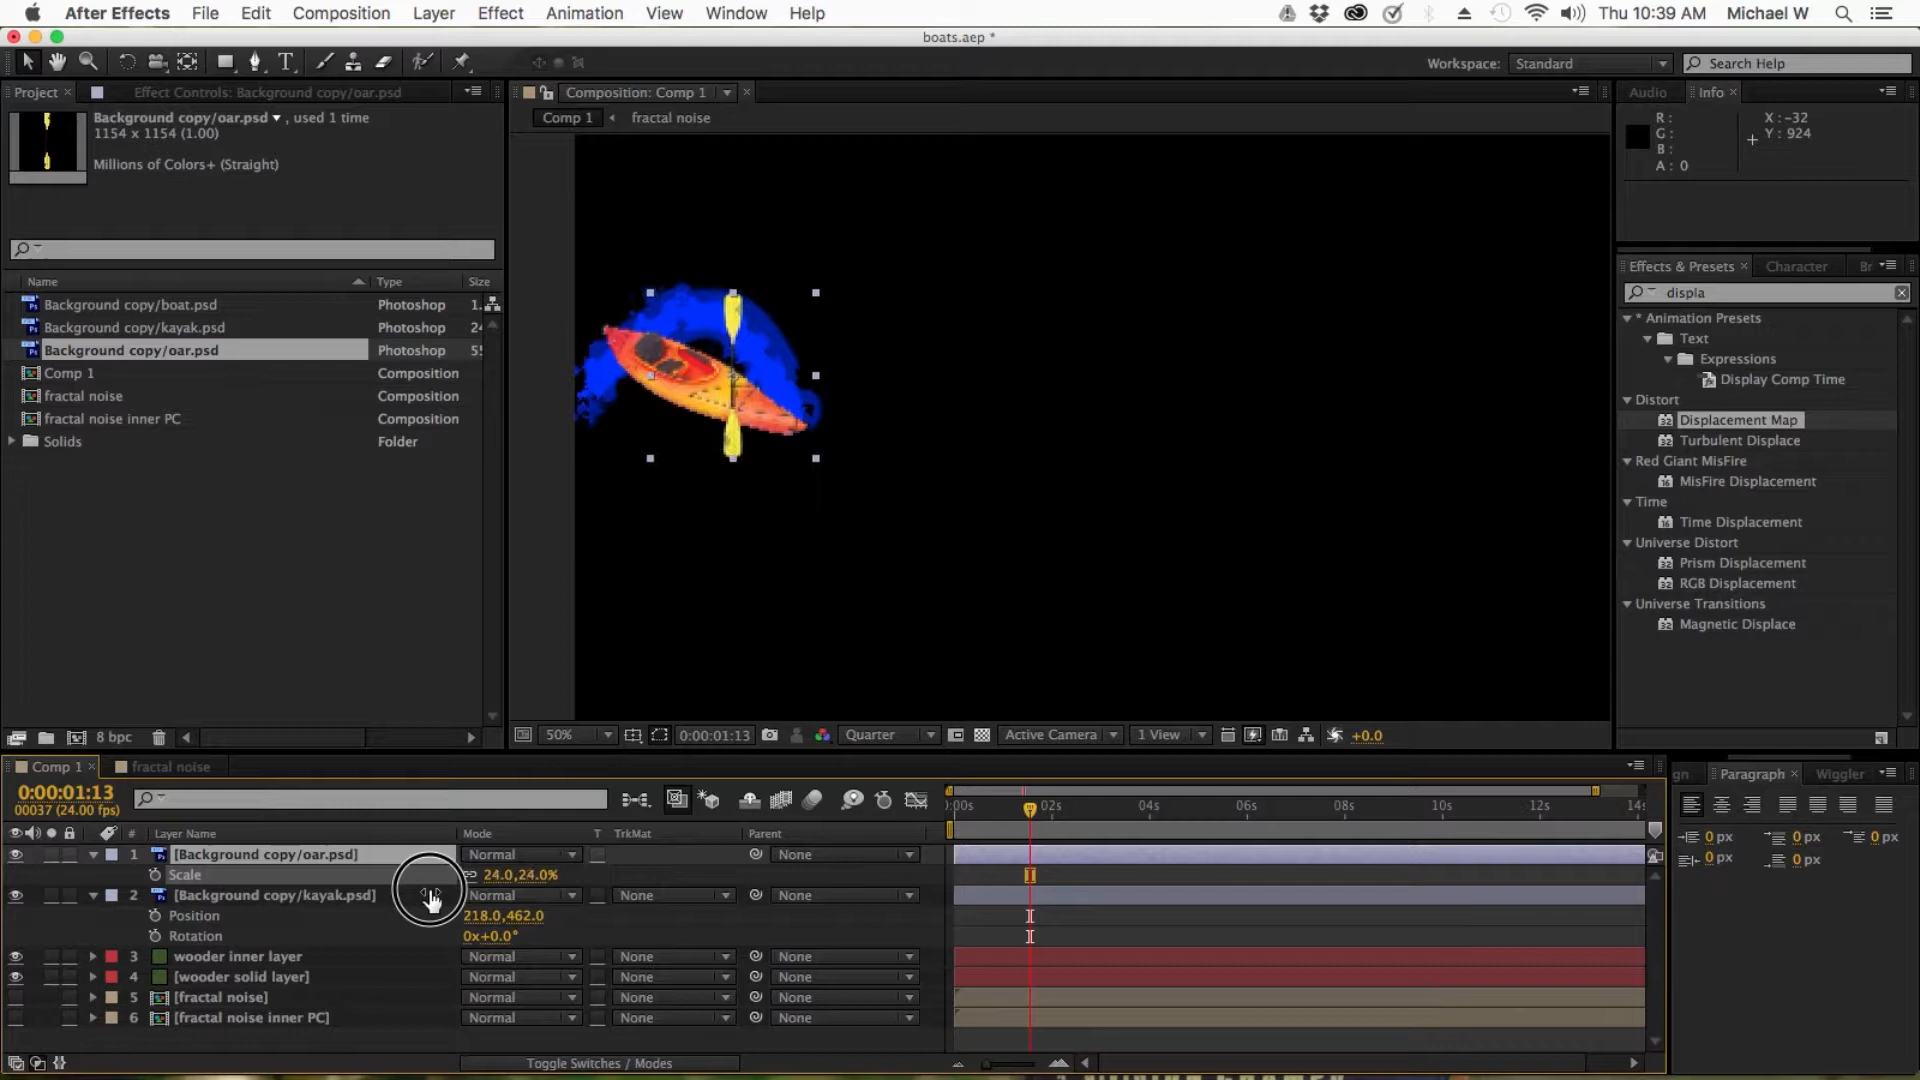 After Effects File Edit Composition Layer Effect Animation View Window Help Thu 10:39 AM Michael W
boats.aep *
Workspace: Standard Search Help
Project × Effect Controls: Background copy/oar.psd Composition: Comp 1 × Audio Info ×
Background copy/oar.psd ▼ , used 1 time
1154 x 1154 (1.00)
Millions of Colors+ (Straight)
Comp 1 fractal noise
R : X : -32
G : Y : 924
B :
A : 0
Name Type Size
Background copy/boat.psd Photoshop 1.
Background copy/kayak.psd Photoshop 24
Background copy/oar.psd Photoshop 55
Comp 1 Composition
fractal noise Composition
fractal noise inner PC Composition
Solids Folder
Effects & Presets × Character Br
displa
* Animation Presets
Text
Expressions
Display Comp Time
Distort
Displacement Map
Turbulent Displace
Red Giant MisFire
MisFire Displacement
Time
Time Displacement
Universe Distort
Prism Displacement
RGB Displacement
Universe Transitions
Magnetic Displace
8 bpc
50% 0:00:01:13 Quarter Active Camera 1 View +0.0
Comp 1 × fractal noise
0:00:01:13
00037 (24.00 fps)
):00s 02s 04s 06s 08s 10s 12s 14s
# Layer Name Mode T TrkMat Parent
1 [Background copy/oar.psd] Normal None
Scale 24.0,24.0%
2 [Background copy/kayak.psd] Normal None
Position 218.0,462.0
Rotation 0x+0.0°
3 wooder inner layer Normal None None
4 [wooder solid layer] Normal None None
5 [fractal noise] Normal None None
6 [fractal noise inner PC] Normal None None
Toggle Switches / Modes
gn Paragraph × Wiggler
0 px 0 px 0 px
0 px 0 px